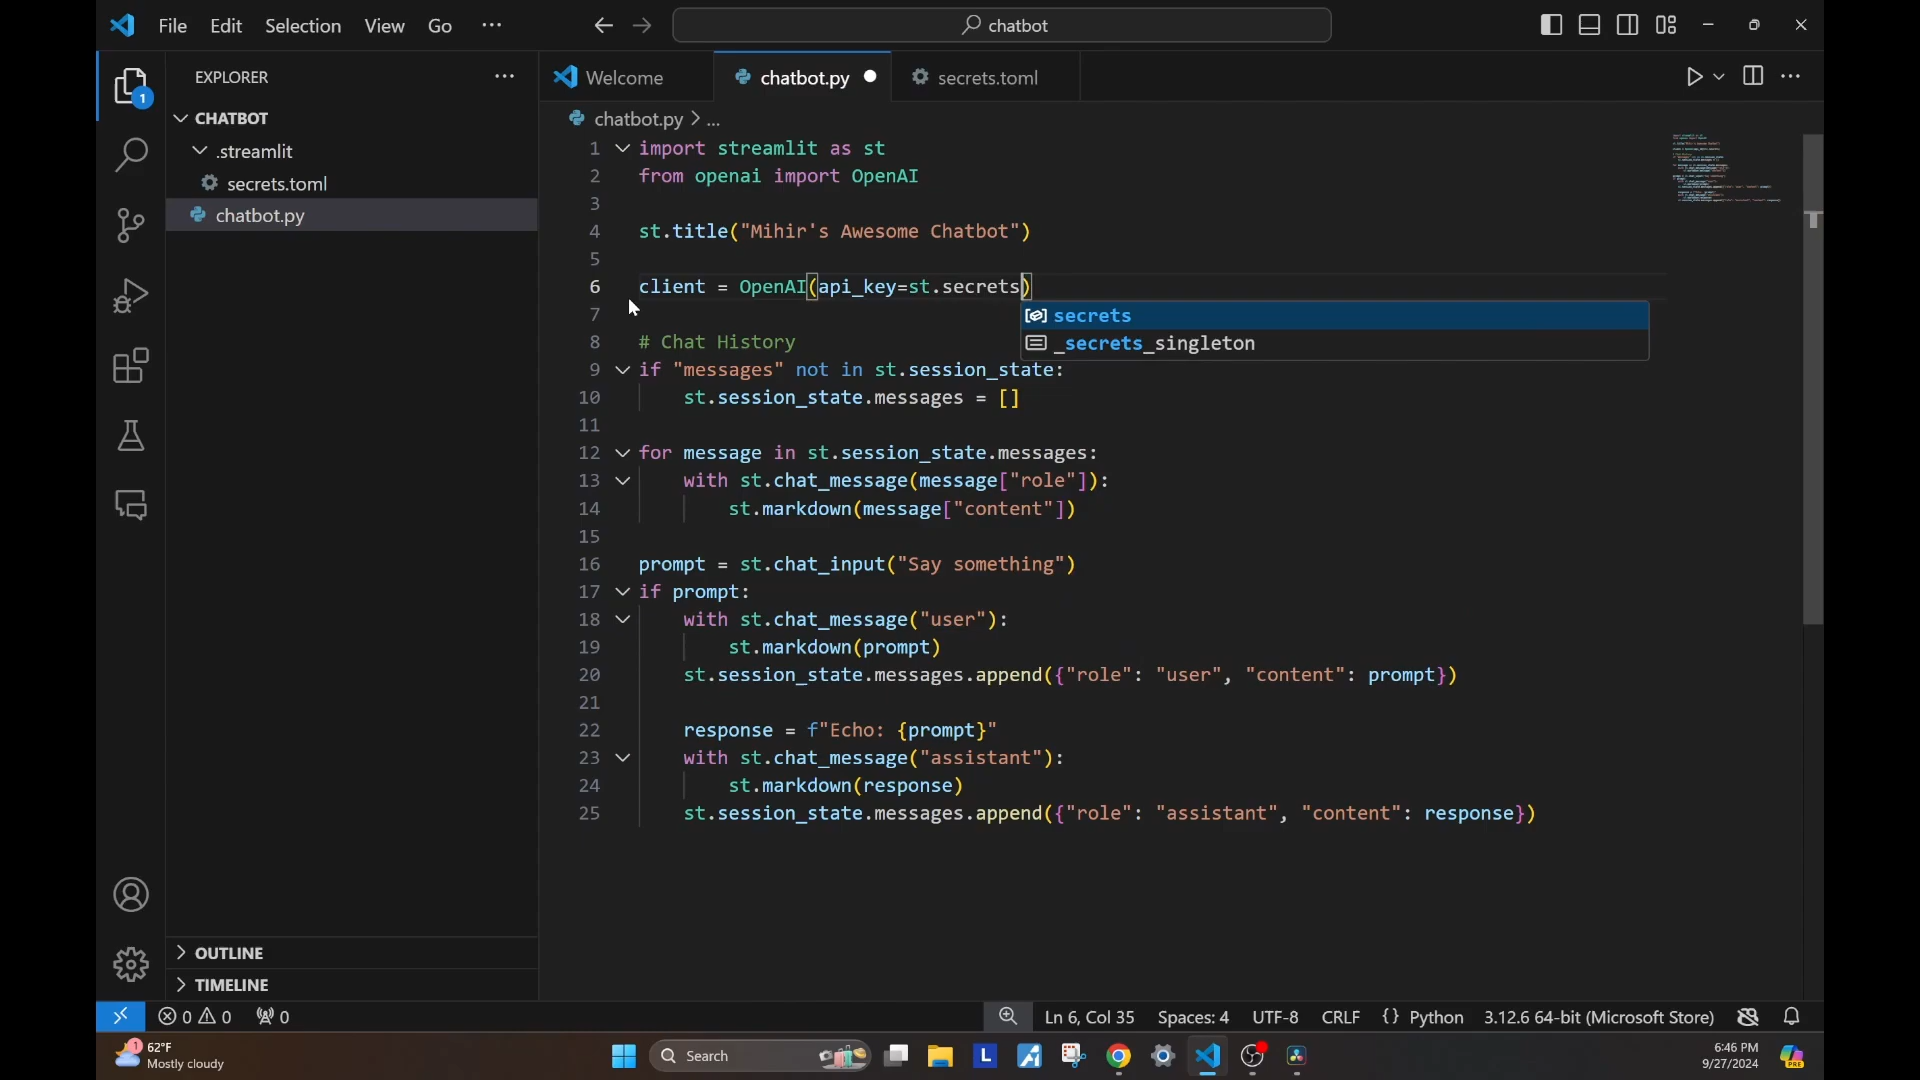 File Edit Selection View Go ···
chatbot
EXPLORER
1
CHATBOT
.streamlit
secrets.toml
chatbot.py
OUTLINE
TIMELINE
Welcome
chatbot.py
secrets.toml
chatbot.py > ...
1 import streamlit as st
2 from openai import OpenAI
3
4 st.title("Mihir's Awesome Chatbot")
5
6 client = OpenAI(api_key=st.secrets)
secrets
_secrets_singleton
7
8 # Chat History
9 if "messages" not in st.session_state:
10 st.session_state.messages = []
11
12 for message in st.session_state.messages:
13 with st.chat_message(message["role"]):
14 st.markdown(message["content"])
15
16 prompt = st.chat_input("Say something")
17 if prompt:
18 with st.chat_message("user"):
19 st.markdown(prompt)
20 st.session_state.messages.append({"role": "user", "content": prompt})
21
22 response = f"Echo: {prompt}"
23 with st.chat_message("assistant"):
24 st.markdown(response)
25 st.session_state.messages.append({"role": "assistant", "content": response})
0 0 0
Ln 6, Col 35 Spaces: 4 UTF-8 CRLF {} Python 3.12.6 64-bit (Microsoft Store)
1
62°F
Mostly cloudy
Search
L
6:46 PM
9/27/2024
PRE